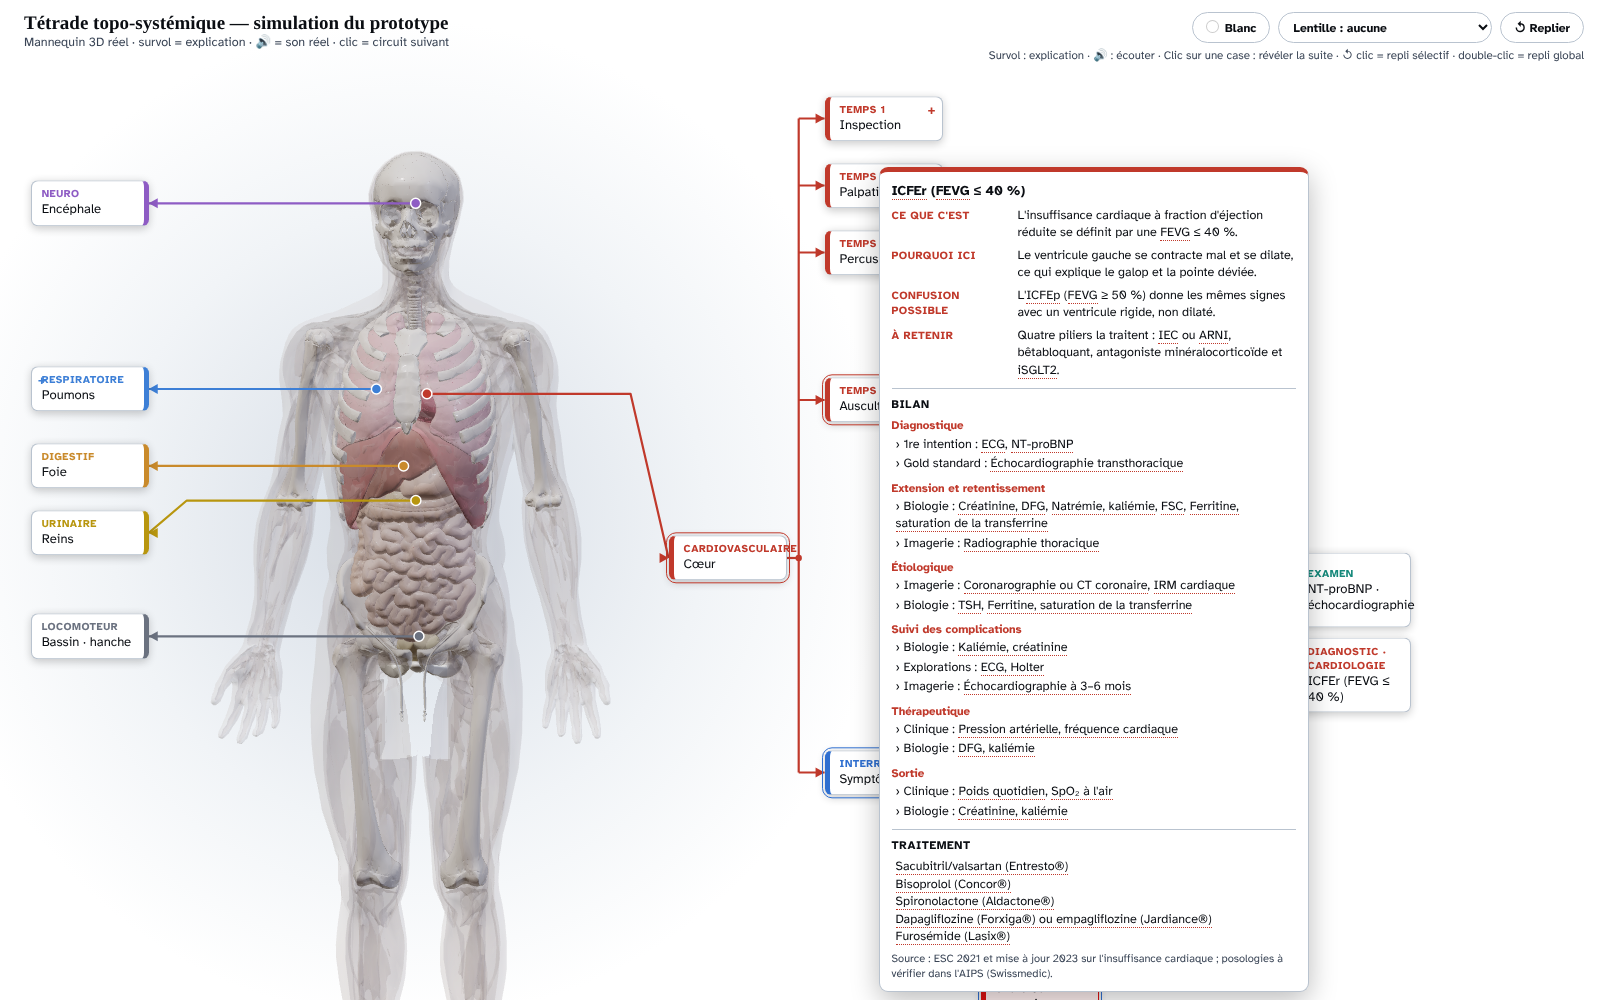 Tétrade topo-systémique — simulation du prototype
Mannequin 3D réel · survol = explication · 🔊 = son réel · clic = circuit suivant
Blanc
Lentille : aucune
↺ Replier
Survol : explication · 🔊 : écouter · Clic sur une case : révéler la suite · ↺ clic = repli sélectif · double-clic = repli global
NEURO
Encéphale
RESPIRATOIRE
Poumons
DIGESTIF
Foie
URINAIRE
Reins
LOCOMOTEUR
Bassin · hanche
CARDIOVASCULAIRE
Cœur
TEMPS 1 +
Inspection
TEMPS
Palpati
TEMPS
Percus
TEMPS
Auscult
INTERR
Sympt
ICFEr (FEVG ≤ 40 %)
CE QUE C'EST
L'insuffisance cardiaque à fraction d'éjection
réduite se définit par une FEVG ≤ 40 %.
POURQUOI ICI
Le ventricule gauche se contracte mal et se dilate,
ce qui explique le galop et la pointe déviée.
CONFUSION
POSSIBLE
L'ICFEp (FEVG ≥ 50 %) donne les mêmes signes
avec un ventricule rigide, non dilaté.
À RETENIR
Quatre piliers la traitent : IEC ou ARNI,
bêtabloquant, antagoniste minéralocorticoïde et
iSGLT2.
BILAN
Diagnostique
› 1re intention : ECG, NT-proBNP
› Gold standard : Échocardiographie transthoracique
Extension et retentissement
› Biologie : Créatinine, DFG, Natrémie, kaliémie, FSC, Ferritine,
saturation de la transferrine
› Imagerie : Radiographie thoracique
Étiologique
› Imagerie : Coronarographie ou CT coronaire, IRM cardiaque
› Biologie : TSH, Ferritine, saturation de la transferrine
Suivi des complications
› Biologie : Kaliémie, créatinine
› Explorations : ECG, Holter
› Imagerie : Échocardiographie à 3–6 mois
Thérapeutique
› Clinique : Pression artérielle, fréquence cardiaque
› Biologie : DFG, kaliémie
Sortie
› Clinique : Poids quotidien, SpO₂ à l'air
› Biologie : Créatinine, kaliémie
TRAITEMENT
Sacubitril/valsartan (Entresto®)
Bisoprolol (Concor®)
Spironolactone (Aldactone®)
Dapagliflozine (Forxiga®) ou empagliflozine (Jardiance®)
Furosémide (Lasix®)
Source : ESC 2021 et mise à jour 2023 sur l'insuffisance cardiaque ; posologies à
vérifier dans l'AIPS (Swissmedic).
EXAMEN
NT-proBNP ·
échocardiographie
DIAGNOSTIC ·
CARDIOLOGIE
ICFEr (FEVG ≤
40 %)